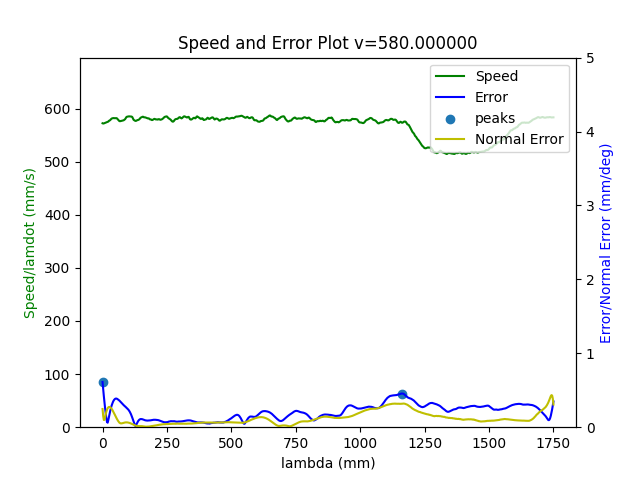 Speed and Error Plot v=580.000000
Speed
Error
peaks
Normal Error
Speed/lamdot (mm/s)
600
500
400
300
200
100
0
5
4
3
2
1
0
Error/Normal Error (mm/deg)
0 250 500 750 1000 1250 1500 1750
lambda (mm)